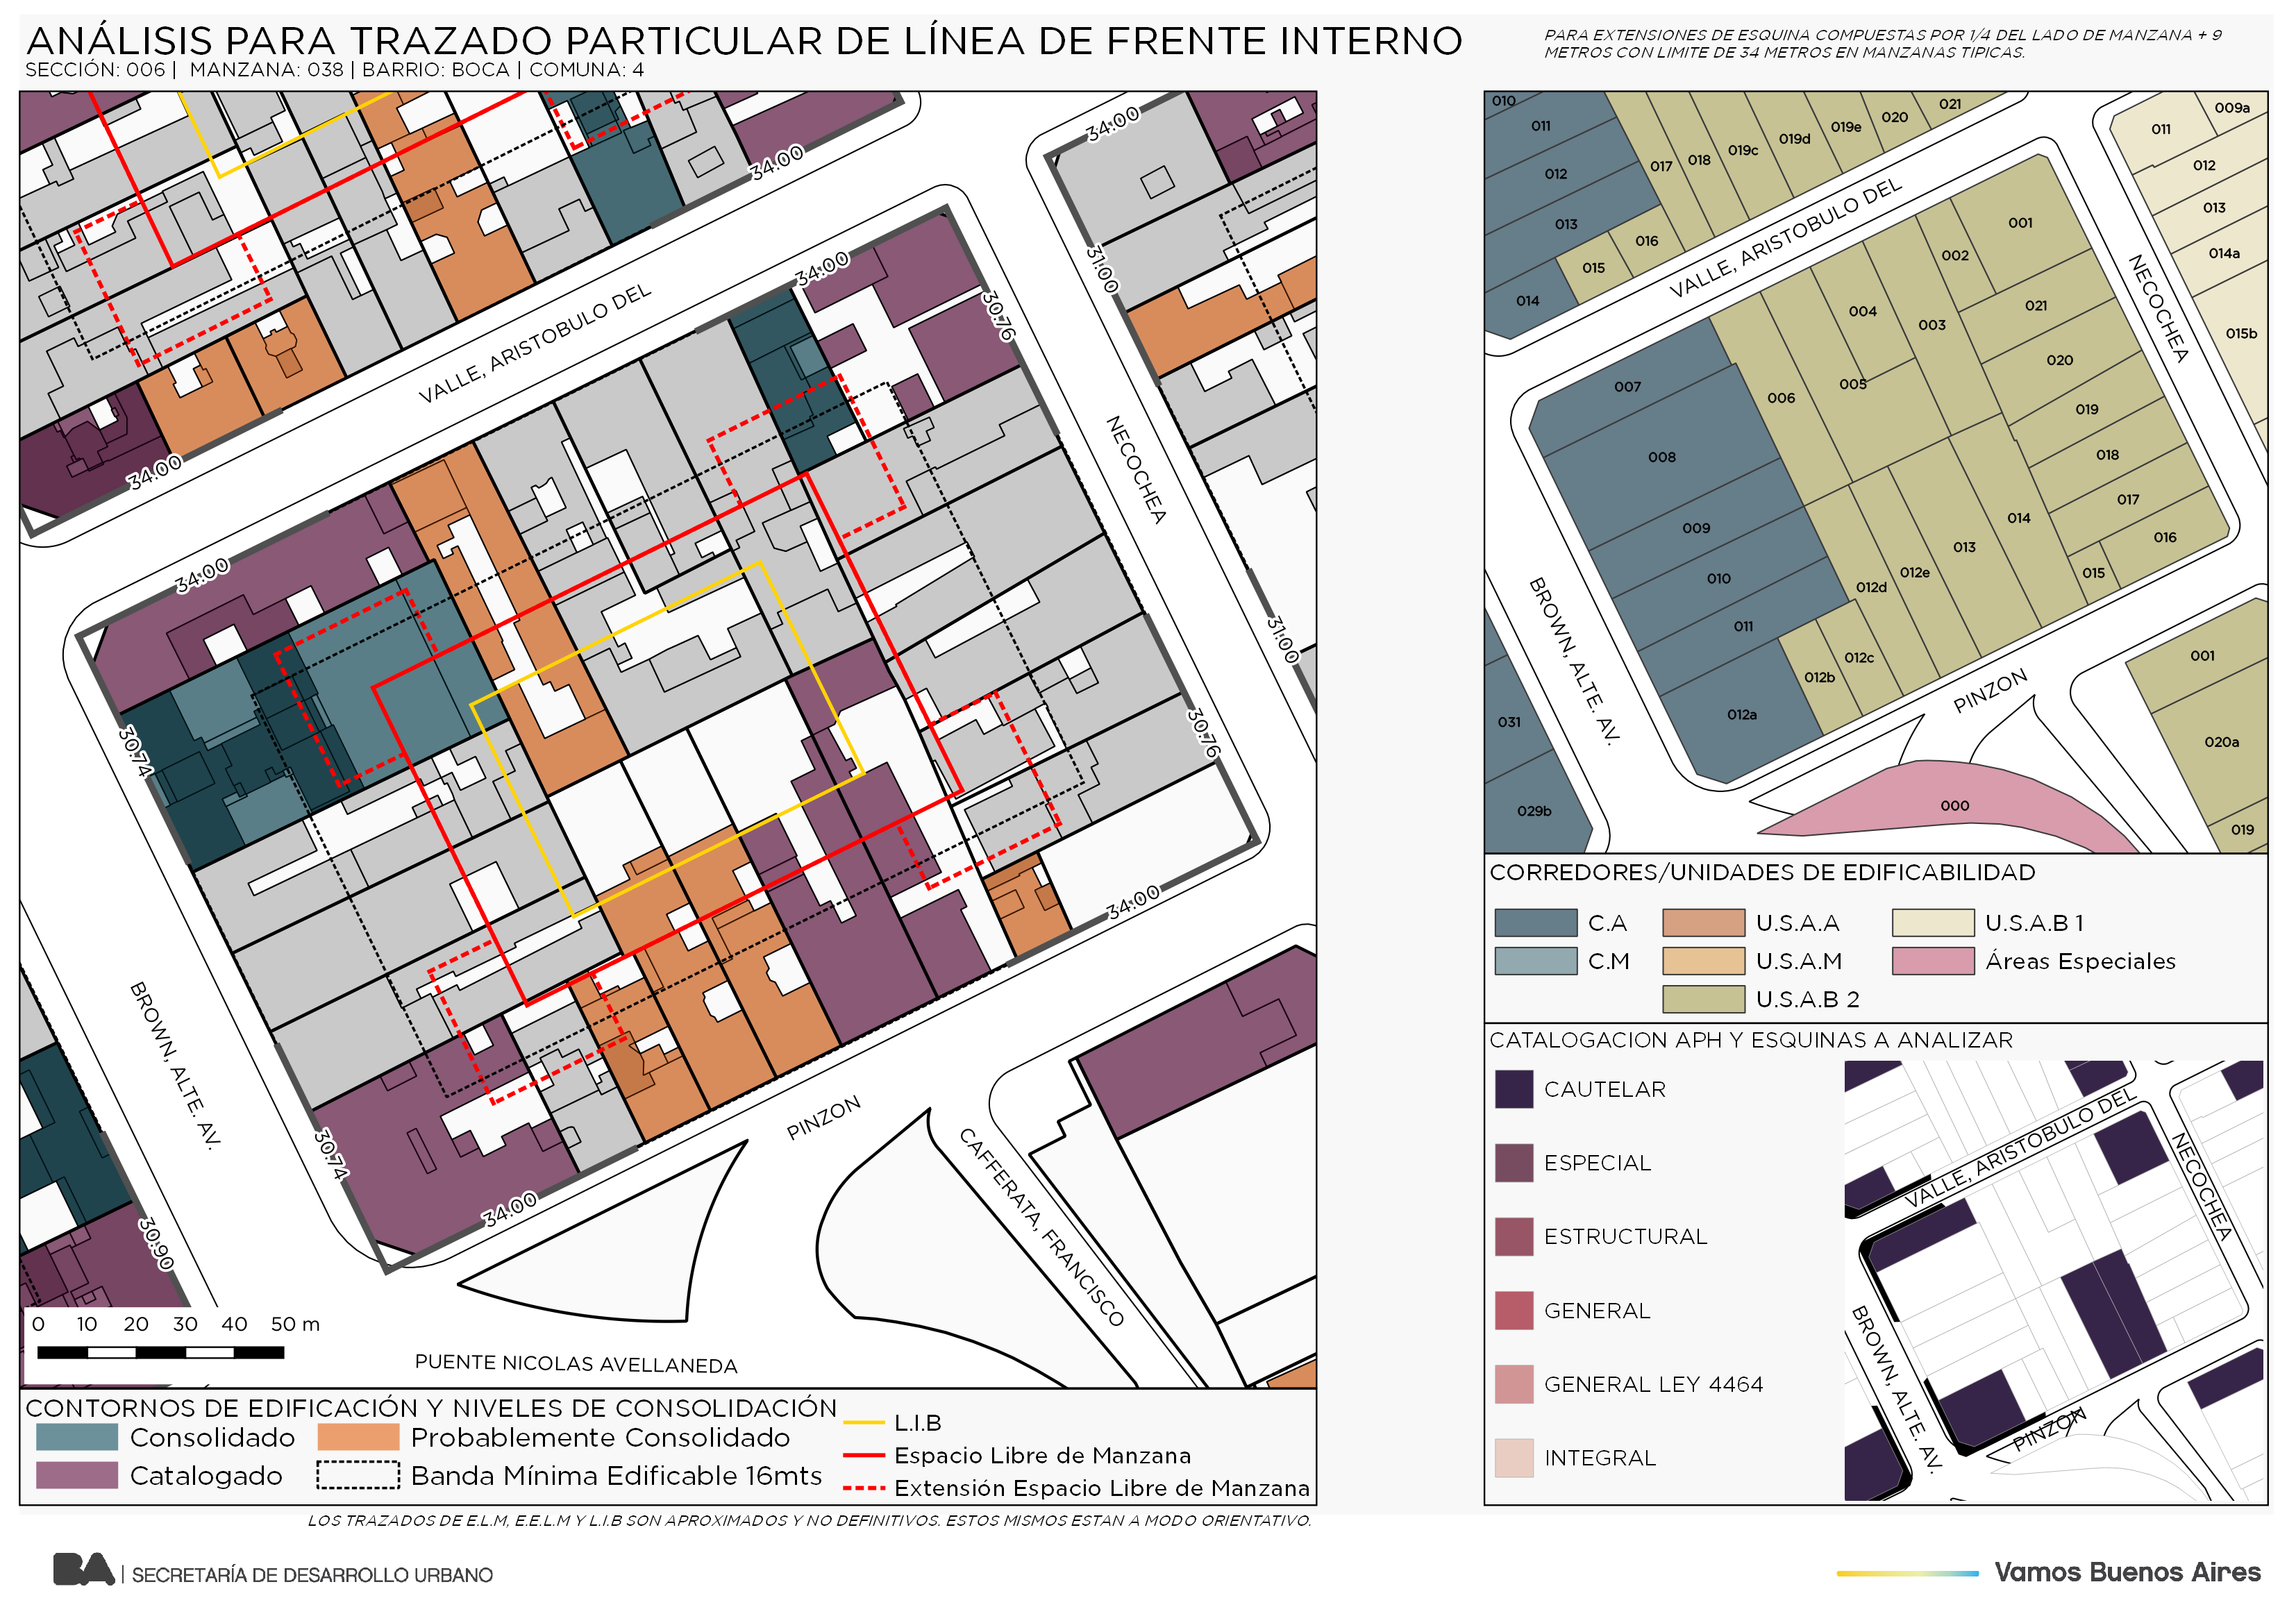 ANÁLISIS PARA TRAZADO PARTICULAR DE LÍNEA DE FRENTE INTERNO
SECCIÓN: 006 | MANZANA: 038 | BARRIO: BOCA | COMUNA: 4
PARA EXTENSIONES DE ESQUINA COMPUESTAS POR 1/4 DEL LADO DE MANZANA + 9
METROS CON LIMITE DE 34 METROS EN MANZANAS TIPICAS.
34.00
34.00
34.00
31.00
34.00
30.76
VALLE, ARISTOBULO DEL
NECOCHEA
34.00
34.00
31.00
30.74
30.76
34.00
BROWN, ALTE. AV.
PINZON
30.74
34.00
CAFFERATA, FRANCISCO
30.90
0 10 20 30 40 50 m
PUENTE NICOLAS AVELLANEDA
CONTORNOS DE EDIFICACIÓN Y NIVELES DE CONSOLIDACIÓN
Consolidado
Probablemente Consolidado
Catalogado
Banda Mínima Edificable 16mts
L.I.B
Espacio Libre de Manzana
Extensión Espacio Libre de Manzana
LOS TRAZADOS DE E.L.M, E.E.L.M Y L.I.B SON APROXIMADOS Y NO DEFINITIVOS. ESTOS MISMOS ESTAN A MODO ORIENTATIVO.
010
011
012
013
014
015
016
017
018
019c
019d
019e
020
021
011
009a
012
013
014a
015b
VALLE, ARISTOBULO DEL
NECOCHEA
001
002
003
004
005
006
007
008
009
010
011
012a
012b
012c
012d
012e
013
014
015
016
017
018
019
020
021
BROWN, ALTE. AV.
PINZON
031
029b
000
001
020a
019
CORREDORES/UNIDADES DE EDIFICABILIDAD
C.A
U.S.A.A
U.S.A.B 1
C.M
U.S.A.M
Áreas Especiales
U.S.A.B 2
CATALOGACION APH Y ESQUINAS A ANALIZAR
CAUTELAR
ESPECIAL
ESTRUCTURAL
GENERAL
GENERAL LEY 4464
INTEGRAL
VALLE, ARISTOBULO DEL
NECOCHEA
BROWN, ALTE. AV.
PINZON
BA | SECRETARÍA DE DESARROLLO URBANO
Vamos Buenos Aires